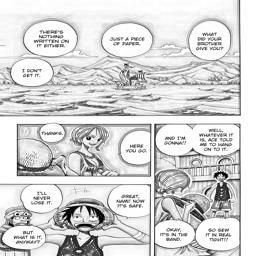 WHAT
DID YOUR
BROTHER
GIVE YOU?
JUST A PIECE
OF PAPER.
THERE'S
NOTHING
WRITTEN ON
IT EITHER.
I DON'T
GET IT.
WELL,
WHATEVER IT
IS, ACE TOLD
ME TO HANG
ON TO IT.
AND I'M
GONNA!!
HERE
YOU GO.
THANKS.
SO SEW
IT IN REAL
TIGHT!!
OKAY,
IT'S IN
THE BAND.
GREAT,
NAMI! NOW
IT'S SAFE.
I'LL
NEVER
LOSE IT.
BUT
WHAT IS IT,
ANYWAY?